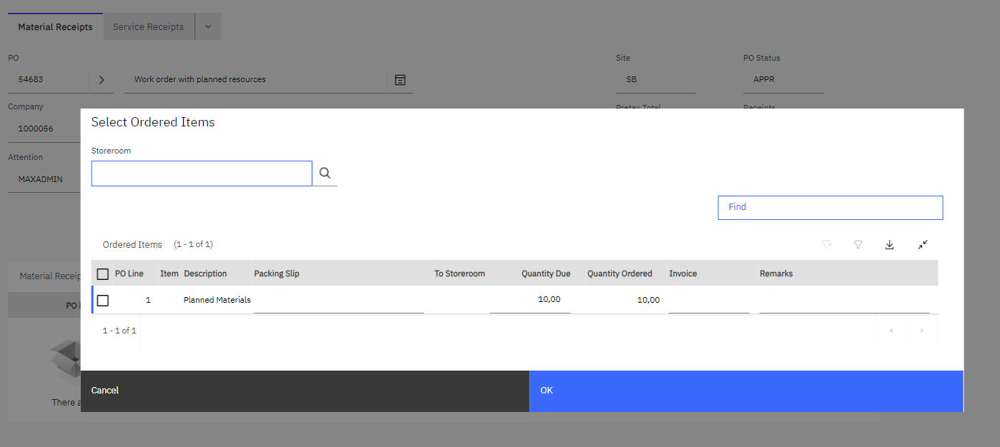 Material Receipts Service Receipts
PO Site PO Status
54683 Work order with planned resources SB APPR
Company Pretax Total Receipts
1000056
Select Ordered Items
Storeroom
Attention
MAXADMIN
Find
Ordered Items (1 - 1 of 1)
Material Receip
PO Line Item Description Packing Slip To Storeroom Quantity Due Quantity Ordered Invoice Remarks
1 Planned Materials 10,00 10,00
PO
1 - 1 of 1
Cancel OK
There a